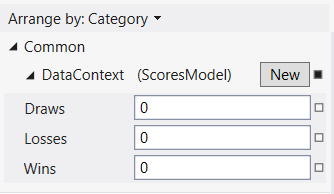 Arrange by: Category
Common
DataContext (ScoresModel) New
Draws 0
Losses 0
Wins 0